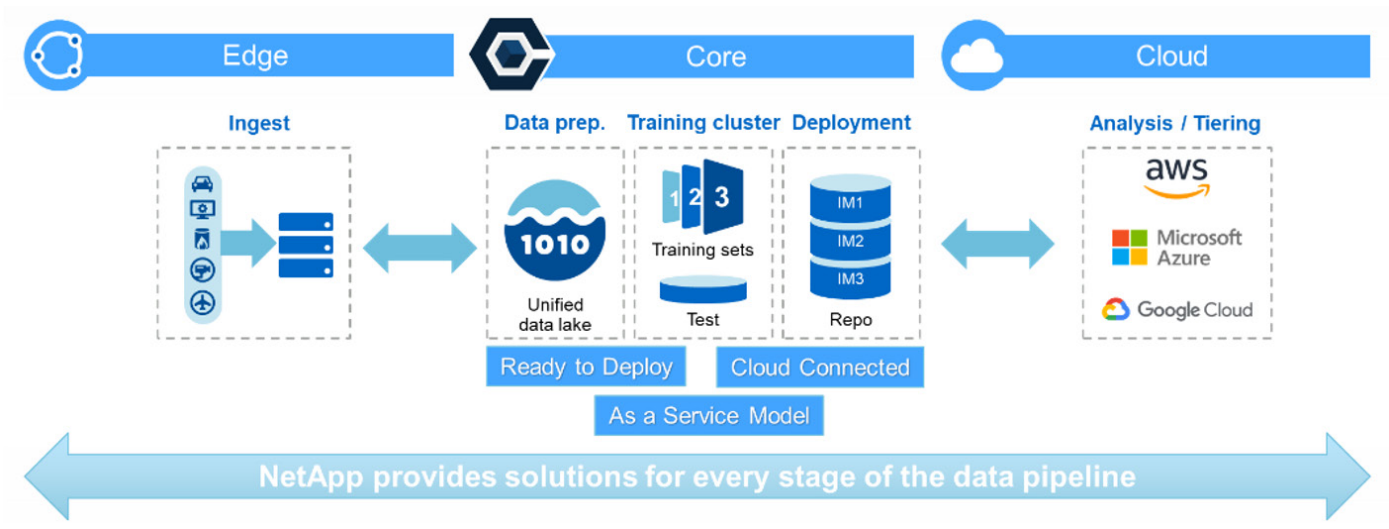 Edge
Core
Cloud
Ingest
Data prep.
Training cluster
Deployment
Analysis / Tiering
1010
Unified
data lake
1 2 3
Training sets
Test
IM1
IM2
IM3
Repo
aws
Microsoft
Azure
Google Cloud
Ready to Deploy
Cloud Connected
As a Service Model
NetApp provides solutions for every stage of the data pipeline